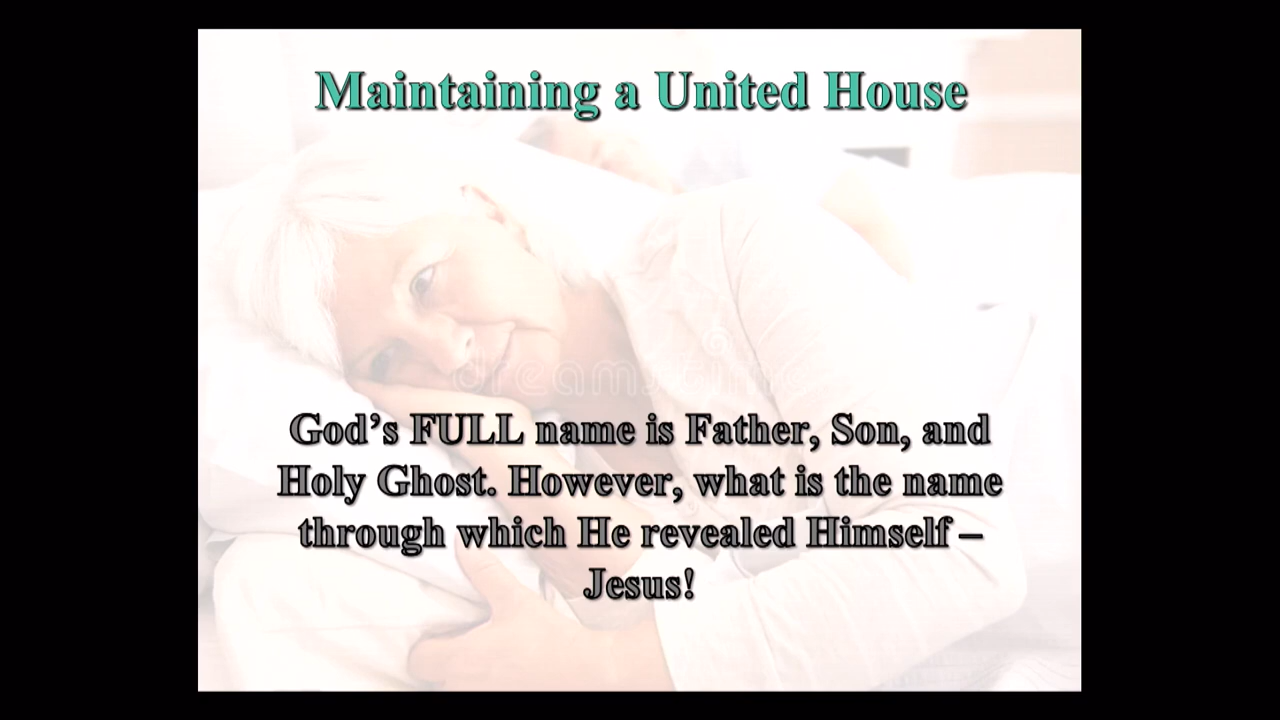 Maintaining a United House
dreamstime
God’s FULL name is Father, Son, and
Holy Ghost. However, what is the name
through which He revealed Himself –
Jesus!